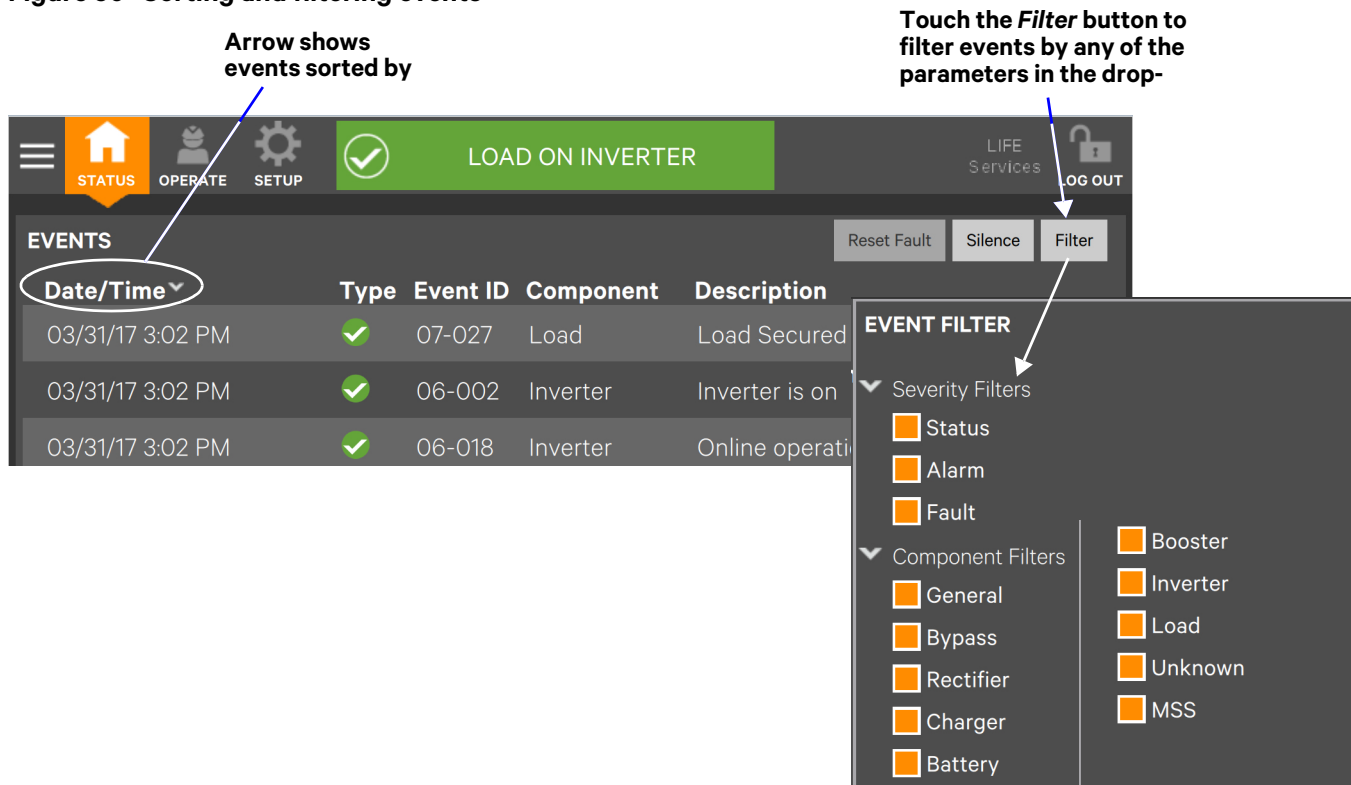 Arrow shows
events sorted by
Touch the Filter button to
filter events by any of the
parameters in the drop-
STATUS
OPERATE
SETUP
LOAD ON INVERTER
LIFE
Services
LOG OUT
EVENTS
Reset Fault
Silence
Filter
Date/Time Type Event ID Component Description
03/31/17 3:02 PM 07-027 Load Load Secured
03/31/17 3:02 PM 06-002 Inverter Inverter is on
03/31/17 3:02 PM 06-018 Inverter Online
EVENT FILTER
Severity Filters
Status
Alarm
Fault
Component Filters
General
Bypass
Rectifier
Charger
Battery
Booster
Inverter
Load
Unknown
MSS